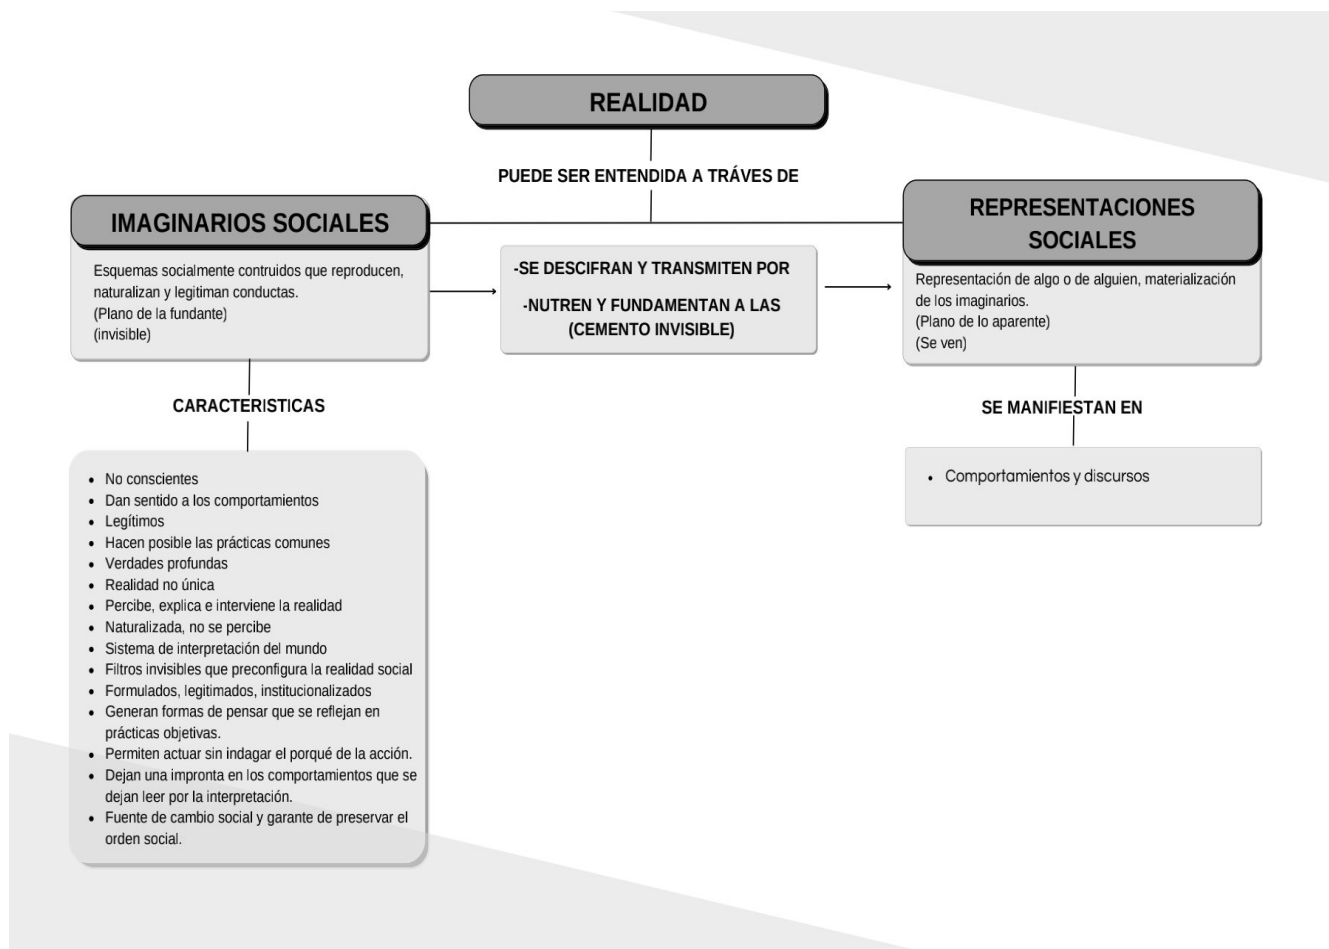 REALIDAD
PUEDE SER ENTENDIDA A TRÁVES DE
IMAGINARIOS SOCIALES
Esquemas socialmente contruidos que reproducen,
naturalizan y legitiman conductas.
(Plano de la fundante)
(invisible)
-SE DESCIFRAN Y TRANSMITEN POR
-NUTREN Y FUNDAMENTAN A LAS
(CEMENTO INVISIBLE)
REPRESENTACIONES
SOCIALES
Representación de algo o de alguien, materialización
de los imaginarios.
(Plano de lo aparente)
(Se ven)
CARACTERISTICAS
• No conscientes
• Dan sentido a los comportamientos
• Legítimos
• Hacen posible las prácticas comunes
• Verdades profundas
• Realidad no única
• Percibe, explica e interviene la realidad
• Naturalizada, no se percibe
• Sistema de interpretación del mundo
• Filtros invisibles que preconfigura la realidad social
• Formulados, legitimados, institucionalizados
• Generan formas de pensar que se reflejan en
prácticas objetivas.
• Permiten actuar sin indagar el porqué de la acción.
• Dejan una impronta en los comportamientos que se
dejan leer por la interpretación.
• Fuente de cambio social y garante de preservar el
orden social.
SE MANIFIESTAN EN
• Comportamientos y discursos